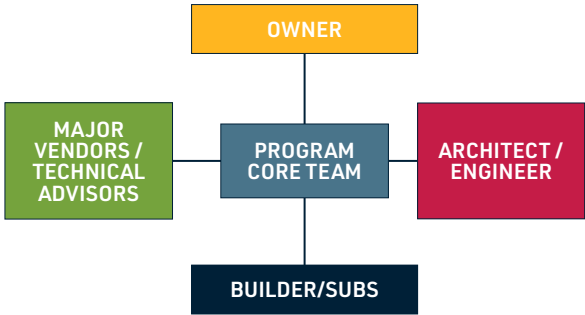 OWNER
MAJOR
VENDORS /
TECHNICAL
ADVISORS
PROGRAM
CORE TEAM
ARCHITECT /
ENGINEER
BUILDER/SUBS